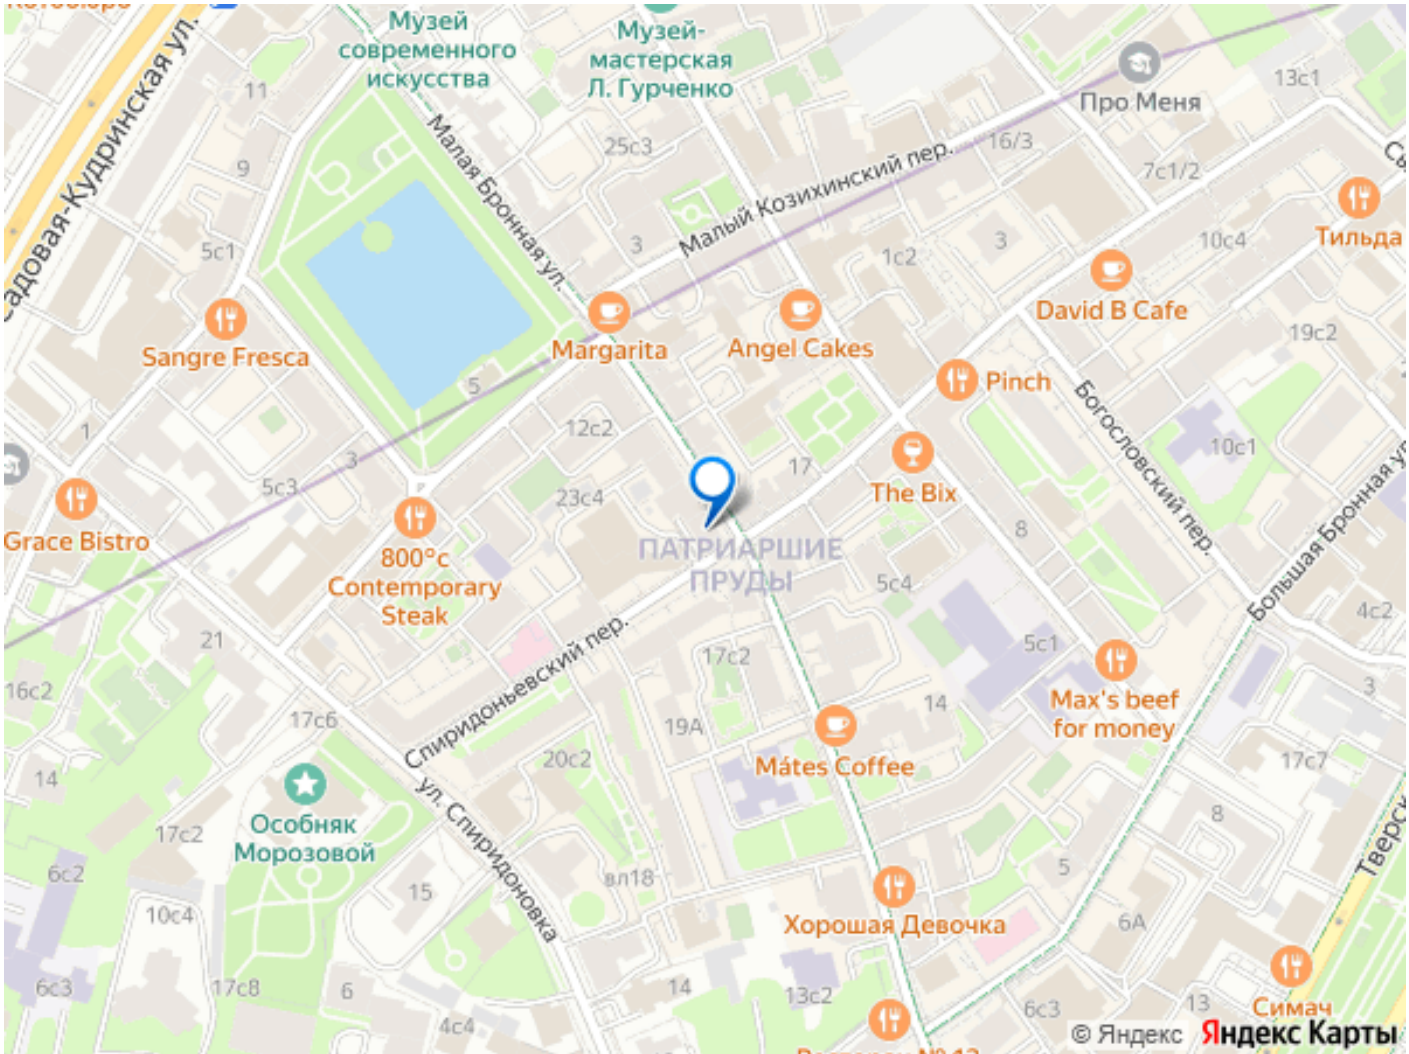 Садовая-Кудринская ул.
Музей
современного
искусства
Музей-
мастерская
Л. Гурченко
Про Меня
13с1
11
9
25с3
16/3
7с1/2
Малая Бронная ул.
Малый Козихинский пер.
Тильда
5с1
3
1с2
3
10с4
David B Cafe
Sangre Fresca
Margarita
Angel Cakes
19с2
Pinch
5
Богословский пер.
1
12с2
10с1
3
17
5с3
23с4
The Bix
Grace Bistro
800°c
Contemporary
Steak
8
ПАТРИАРШИЕ
ПРУДЫ
Большая Бронная ул.
5с4
4с2
21
Спиридоньевский пер.
17с2
5с1
16с2
3
17с6
19А
14
Max's beef
for money
20с2
Mátes Coffee
17с7
14
ул. Спиридоновка
Особняк
Морозовой
17с2
8
Тверск
6с2
15
вл18
5
10с4
Хорошая Девочка
6А
6с3
17с8
6
14
13с2
Симач
4с4
6с3
13
© Яндекс
Яндекс Карты